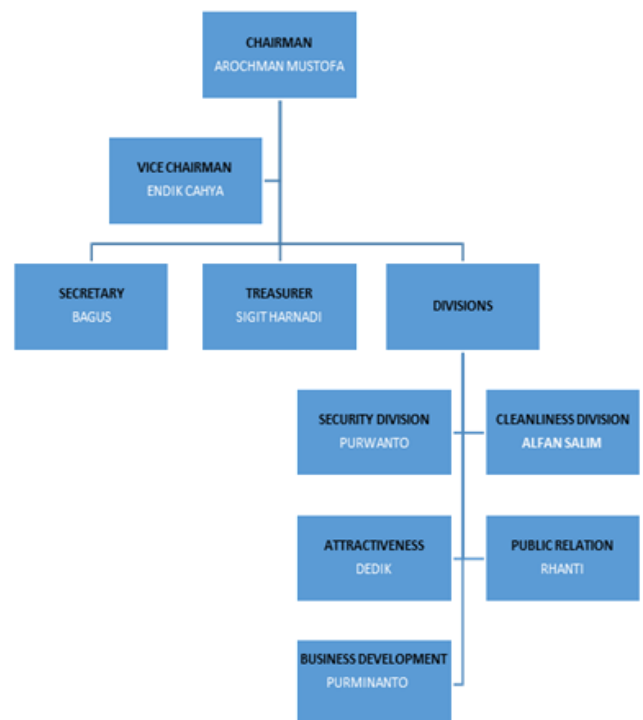 CHAIRMAN
AROCHMAN MUSTOFA
VICE CHAIRMAN
ENDIK CAHYA
SECRETARY
BAGUS
TREASURER
SIGIT HARNADI
DIVISIONS
SECURITY DIVISION
PURWANTO
CLEANLINESS DIVISION
ALFAN SALIM
ATTRACTIVENESS
DEDIK
PUBLIC RELATION
RHANTI
BUSINESS DEVELOPMENT
PURMINANTO